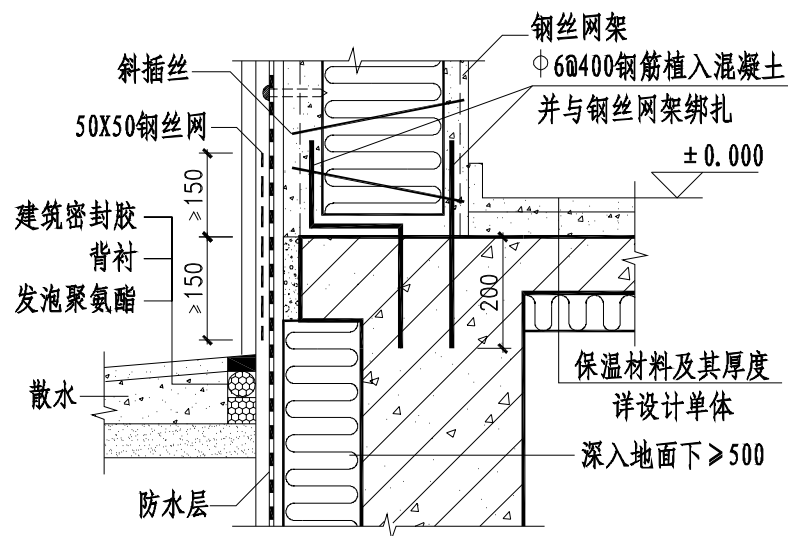 钢丝网架
斜插丝
ϕ6@400钢筋植入混凝土
并与钢丝网架绑扎
50X50钢丝网
±0.000
≥150
建筑密封胶
背衬
发泡聚氨酯
≥150
200
保温材料及其厚度
详设计单体
散水
深入地面下≥500
防水层